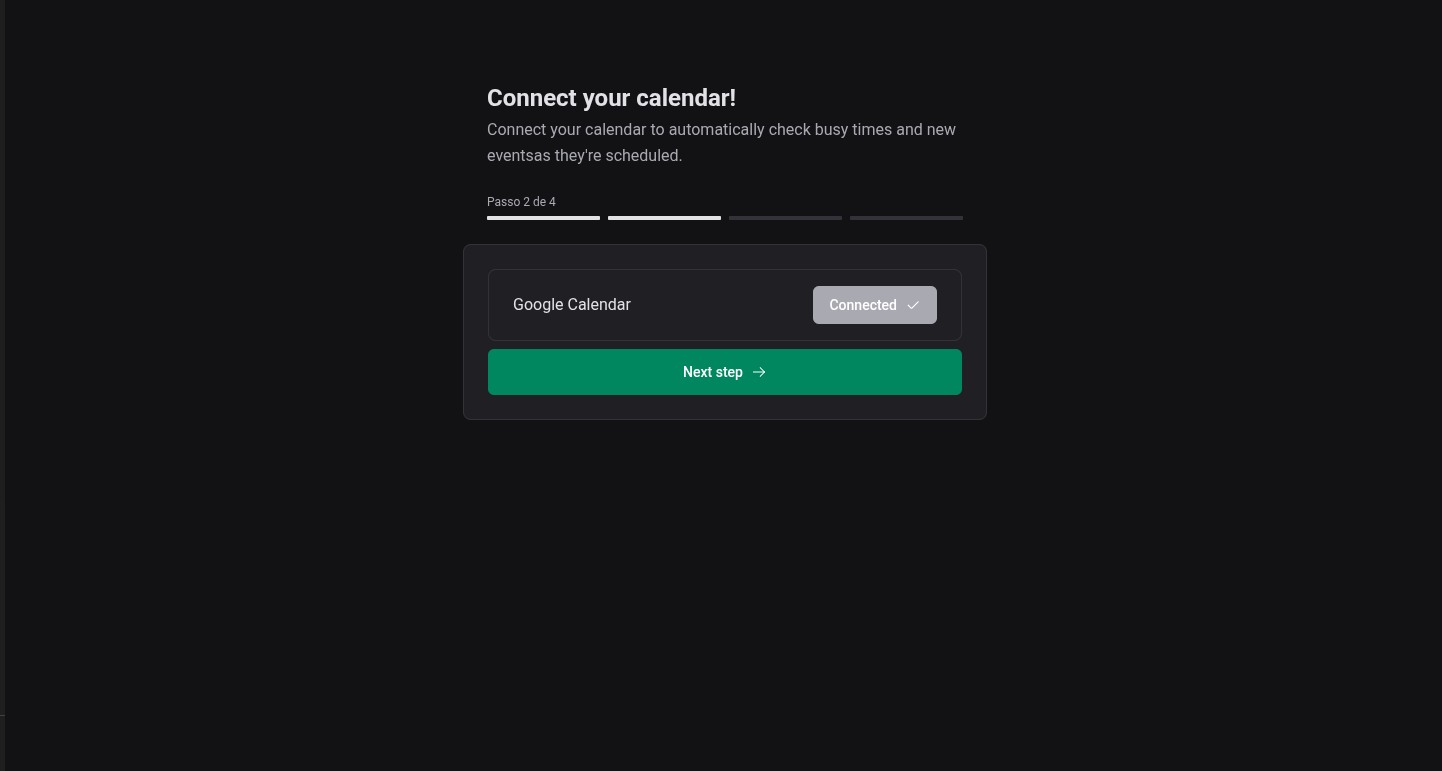 Connect your calendar!
Connect your calendar to automatically check busy times and new
eventsas they're scheduled.
Passo 2 de 4
Google Calendar
Connected
Next step